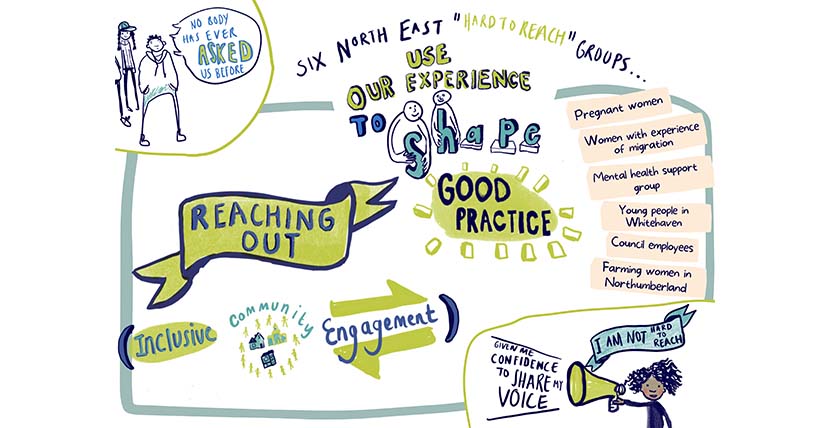 NO BODY
HAS EVER
ASKED
US BEFORE
SIX NORTH EAST "HARD TO REACH" GROUPS...
USE
OUR EXPERIENCE
TO Shape
GOOD
PRACTICE
REACHING
OUT
(Inclusive Community Engagement)
Pregnant women
Women with experience
of migration
Mental health support
group
Young people in
Whitehaven
Council employees
Farming women in
Northumberland
GIVEN ME
CONFIDENCE
TO SHARE MY
VOICE
I AM NOT HARD
TO
REACH